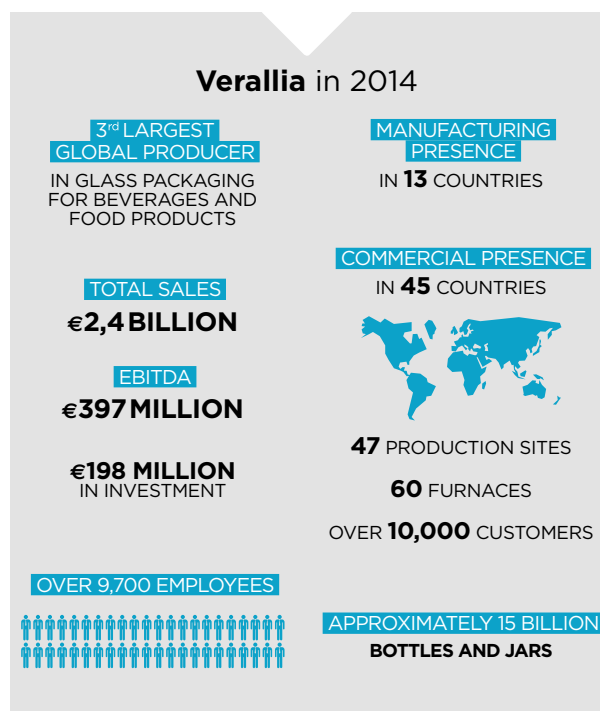 Verallia in 2014
3rd LARGEST
GLOBAL PRODUCER
IN GLASS PACKAGING
FOR BEVERAGES AND
FOOD PRODUCTS
TOTAL SALES
€2,4 BILLION
EBITDA
€397 MILLION
€198 MILLION
IN INVESTMENT
OVER 9,700 EMPLOYEES
MANUFACTURING
PRESENCE
IN 13 COUNTRIES
COMMERCIAL PRESENCE
IN 45 COUNTRIES
47 PRODUCTION SITES
60 FURNACES
OVER 10,000 CUSTOMERS
APPROXIMATELY 15 BILLION
BOTTLES AND JARS